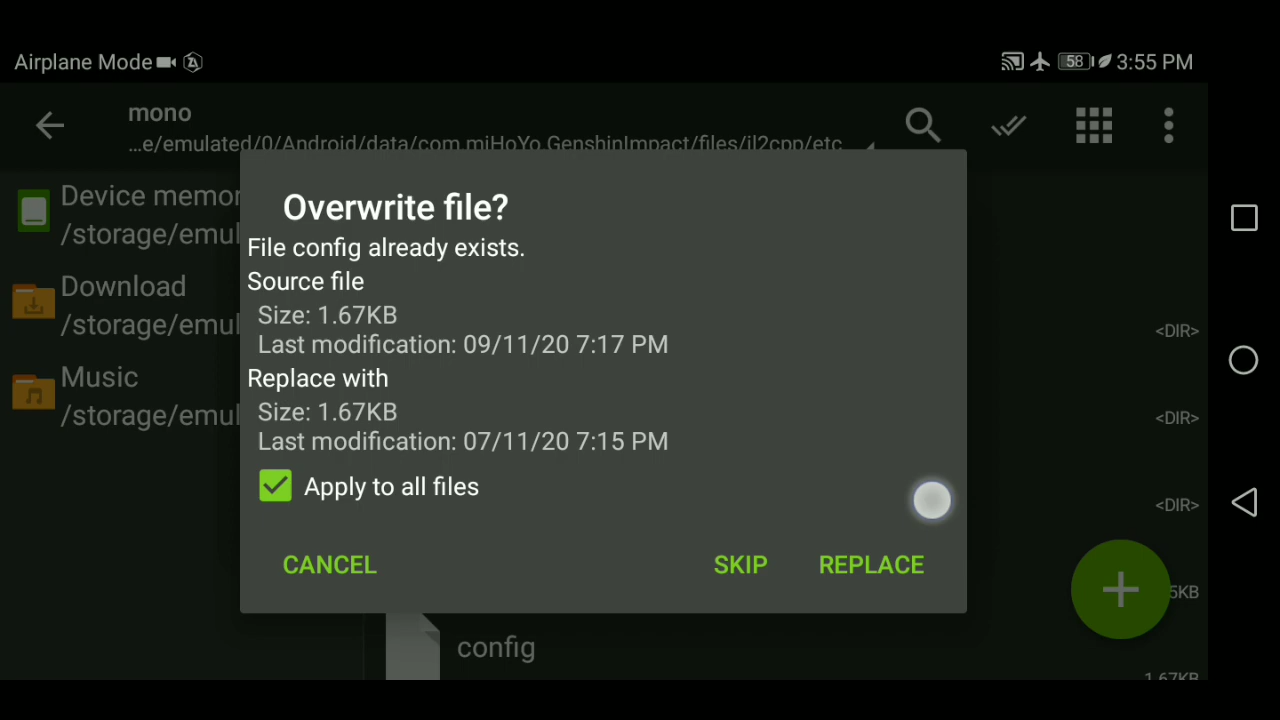 Airplane Mode
58
3:55 PM
mono
…e/emulated/0/Android/data/com.miHoYo.GenshinImpact/files/il2cpp/etc
Device memor
/storage/emul
Download
/storage/emul
Music
/storage/emul
Overwrite file?
File config already exists.
Source file
Size: 1.67KB
Last modification: 09/11/20 7:17 PM
Replace with
Size: 1.67KB
Last modification: 07/11/20 7:15 PM
Apply to all files
CANCEL
SKIP
REPLACE
<DIR>
<DIR>
<DIR>
5KB
config
1.67KB